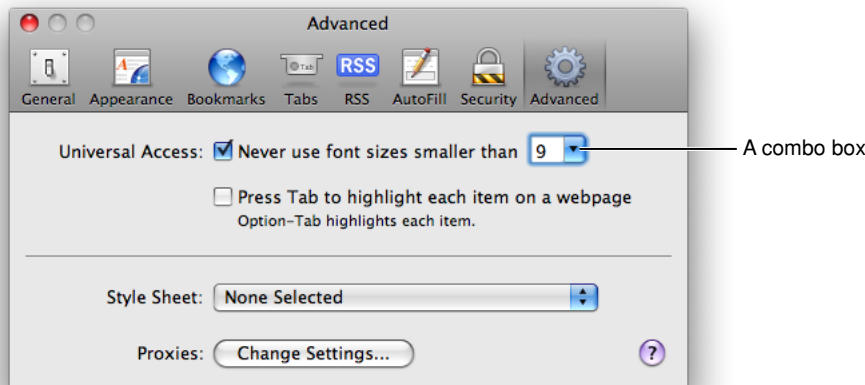 Advanced
Tab
RSS
General Appearance Bookmarks Tabs RSS AutoFill Security Advanced
Universal Access: Never use font sizes smaller than 9
A combo box
Press Tab to highlight each item on a webpage
Option-Tab highlights each item.
Style Sheet: None Selected
Proxies: Change Settings... ?